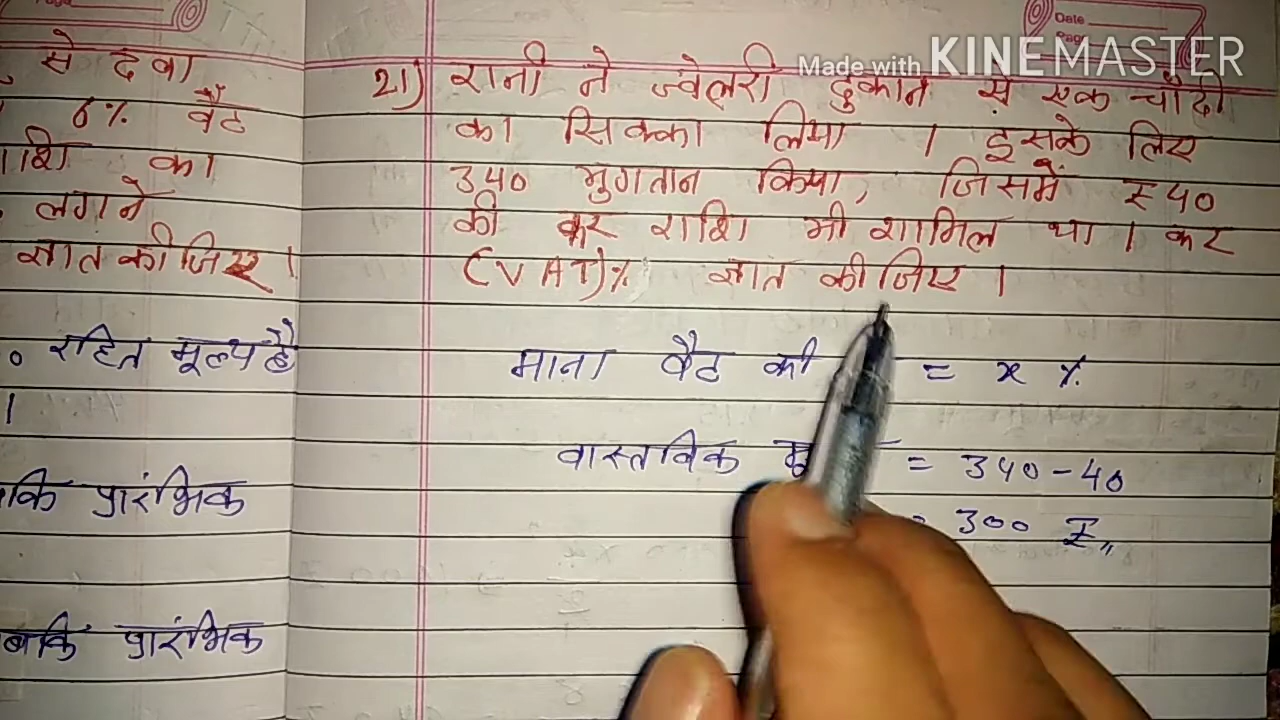 Date
Made with KINEMASTER
से दवा
6% वैट
राशि का
लगने
ज्ञात कीजिए ।
रहित मूल्य है
।
प्रारंभिक
प्रारंभिक
21) रानी ने ज्वेलरी दुकान से एक चाँदी
का सिक्का लिया । इसके लिए
340 भुगतान किया, जिसमें ₹40
की कर राशि भी शामिल था । कर
(VAT)% ज्ञात कीजिए ।
माना वैट की = x %
वास्तविक = 340-40
= 300 ₹,,